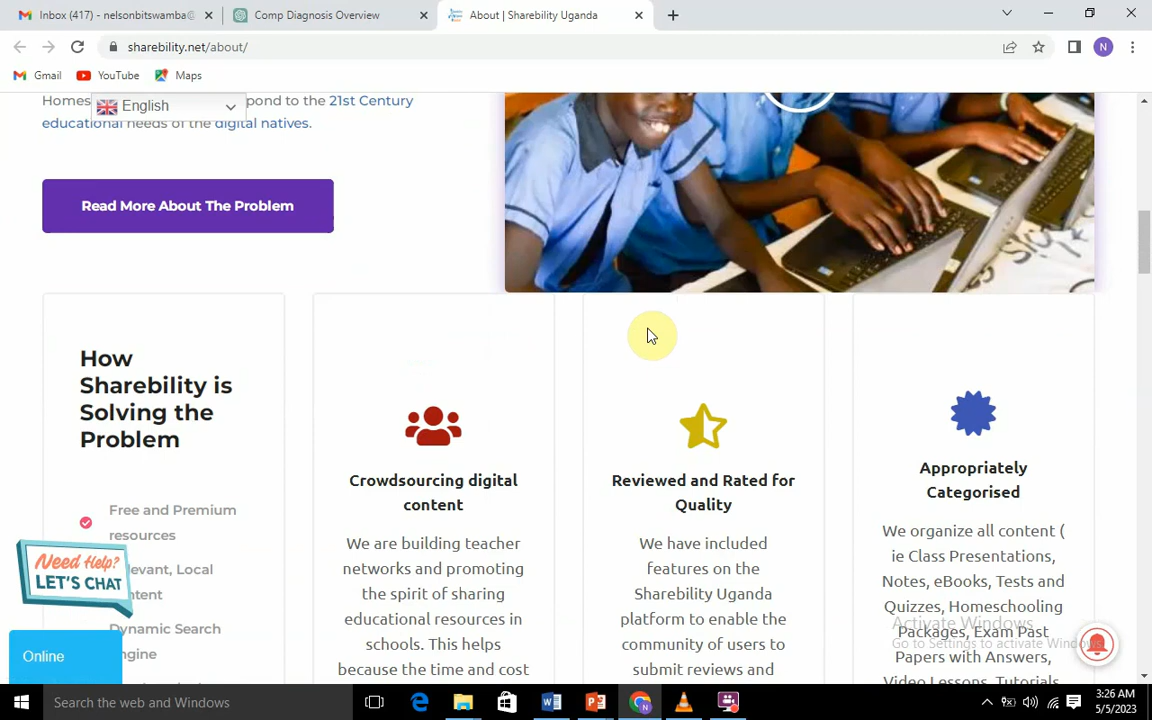 Inbox (417) - nelsonbitswamba@
Comp Diagnosis Overview
About | Sharebility Uganda
sharebility.net/about/
N
Gmail
YouTube
Maps
English
21st Century
educational needs of the digital natives.
Read More About The Problem
How
Sharebility is
Solving the
Problem
Free and Premium
resources
Dynamic Search
Crowdsourcing digital
content
We are building teacher
networks and promoting
the spirit of sharing
educational resources in
schools. This helps
because the time and cost
Reviewed and Rated for
Quality
We have included
features on the
Sharebility Uganda
platform to enable the
community of users to
submit reviews and
Appropriately
Categorised
We organize all content (
ie Class Presentations,
Notes, eBooks, Tests and
Quizzes, Homeschooling
Packages, Exam Past
Papers with Answers,
Video Lessons, Tutorials
Need Help?
LET'S CHAT
Online
Activate Windows
Go to Settings to activate Windows.
Search the web and Windows
3:26 AM
5/5/2023